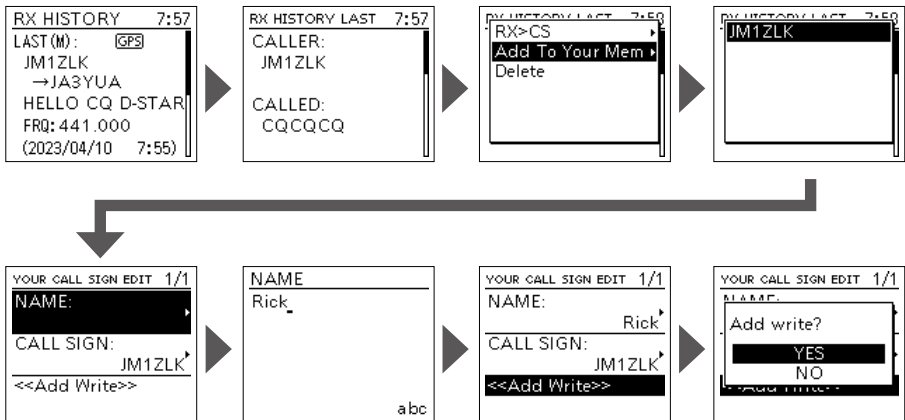 RX HISTORY 7:57
LAST(M): GPS
JM1ZLK
→JA3YUA
HELLO CQ D-STAR
FRQ:441.000
(2023/04/10 7:55)
RX HISTORY LAST 7:57
CALLER:
JM1ZLK
CALLED:
CQCQCQ
RX>CS
Add To Your Mem
Delete
JM1ZLK
YOUR CALL SIGN EDIT 1/1
NAME:
CALL SIGN:
JM1ZLK
<<Add Write>>
NAME
Rick
abc
YOUR CALL SIGN EDIT 1/1
NAME:
Rick
CALL SIGN:
JM1ZLK
<<Add Write>>
YOUR CALL SIGN EDIT 1/1
Add write?
YES
NO